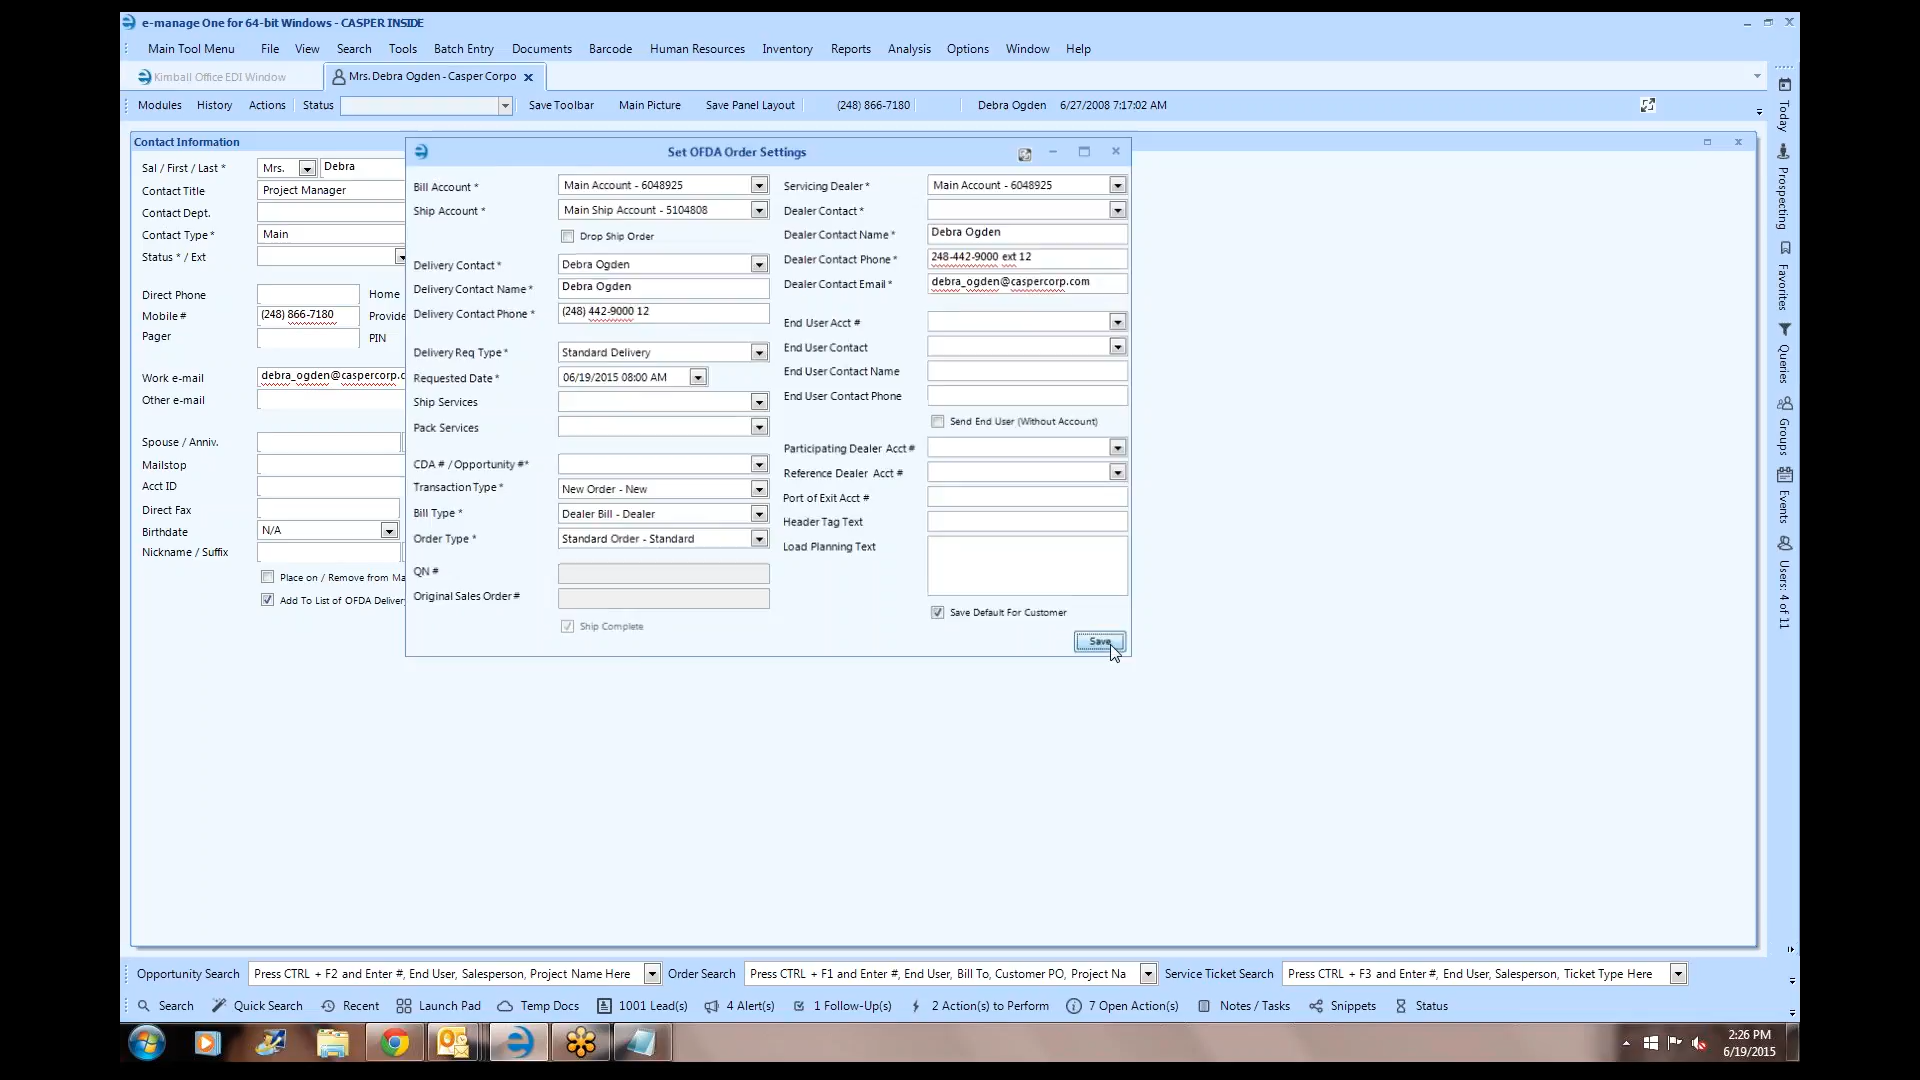 e-manage One for 64-bit Windows - CASPER INSIDE
Main Tool Menu File View Search Tools Batch Entry Documents Barcode Human Resources Inventory Reports Analysis Options Window Help
Kimball Office EDI Window Mrs. Debra Ogden - Casper Corpo
Modules History Actions Status Save Toolbar Main Picture Save Panel Layout (248) 866-7180 Debra Ogden 6/27/2008 7:17:02 AM
Contact Information
Sal / First / Last * Mrs. Debra
Contact Title Project Manager
Contact Dept.
Contact Type * Main
Status * / Ext
Direct Phone Home
Mobile # (248) 866-7180 Provide
Pager PIN
Work e-mail debra_ogden@caspercorp.c
Other e-mail
Spouse / Anniv.
Mailstop
Acct ID
Direct Fax
Birthdate N/A
Nickname / Suffix
Place on / Remove from Ma
Add To List of OFDA Deliver
Set OFDA Order Settings
Bill Account * Main Account - 6048925
Ship Account * Main Ship Account - 5104808
Drop Ship Order
Delivery Contact * Debra Ogden
Delivery Contact Name * Debra Ogden
Delivery Contact Phone * (248) 442-9000 12
Delivery Req Type * Standard Delivery
Requested Date * 06/19/2015 08:00 AM
Ship Services
Pack Services
CDA # / Opportunity #*
Transaction Type * New Order - New
Bill Type * Dealer Bill - Dealer
Order Type * Standard Order - Standard
QN #
Original Sales Order #
Ship Complete
Servicing Dealer * Main Account - 6048925
Dealer Contact *
Dealer Contact Name * Debra Ogden
Dealer Contact Phone * 248-442-9000 ext 12
Dealer Contact Email * debra_ogden@caspercorp.com
End User Acct #
End User Contact
End User Contact Name
End User Contact Phone
Send End User (Without Account)
Participating Dealer Acct #
Reference Dealer Acct #
Port of Exit Acct #
Header Tag Text
Load Planning Text
Save Default For Customer
Save
Today
Prospecting
Favorites
Queries
Groups
Events
Users: 4 of 11
Opportunity Search Press CTRL + F2 and Enter #, End User, Salesperson, Project Name Here Order Search Press CTRL + F1 and Enter #, End User, Bill To, Customer PO, Project Na Service Ticket Search Press CTRL + F3 and Enter #, End User, Salesperson, Ticket Type Here
Search Quick Search Recent Launch Pad Temp Docs 1001 Lead(s) 4 Alert(s) 1 Follow-Up(s) 2 Action(s) to Perform 7 Open Action(s) Notes / Tasks Snippets Status
2:26 PM
6/19/2015